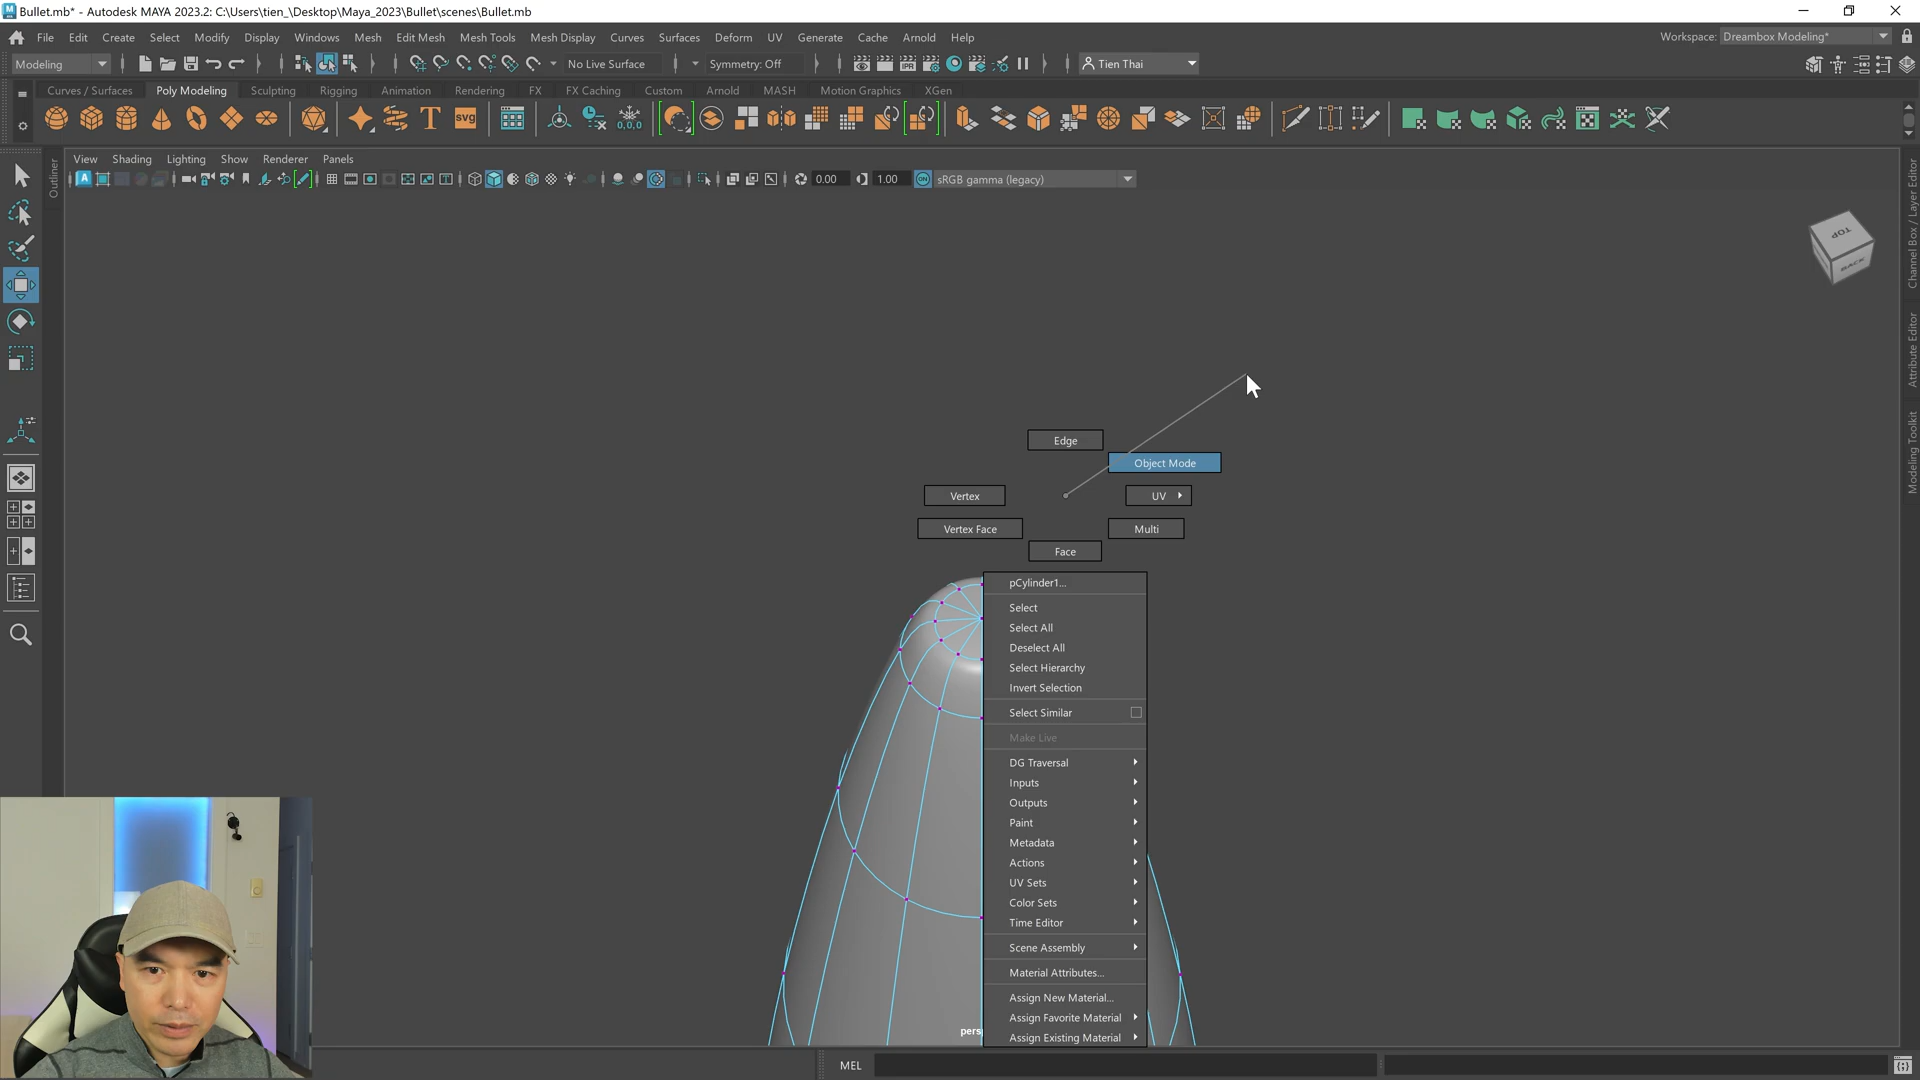 Bullet.mb* - Autodesk MAYA 2023.2: C:\Users\tien_\Desktop\Maya_2023\Bullet\scenes\Bullet.mb
File Edit Create Select Modify Display Windows Mesh Edit Mesh Mesh Tools Mesh Display Curves Surfaces Deform UV Generate Cache Arnold Help
Workspace: Dreambox Modeling*
Modeling No Live Surface Symmetry: Off Tien Thai
Curves / Surfaces Poly Modeling Sculpting Rigging Animation Rendering FX FX Caching Custom Arnold MASH Motion Graphics XGen
T SVG 0,0,0
View Shading Lighting Show Renderer Panels
0.00 1.00 ON sRGB gamma (legacy)
Outliner
TOP
BACK
Channel Box / Layer Editor
Attribute Editor
Modeling Toolkit
Edge
Object Mode
Vertex UV
Vertex Face Multi
Face
pCylinder1...
Select
Select All
Deselect All
Select Hierarchy
Invert Selection
Select Similar
Make Live
DG Traversal
Inputs
Outputs
Paint
Metadata
Actions
UV Sets
Color Sets
Time Editor
Scene Assembly
Material Attributes...
Assign New Material...
Assign Favorite Material
Assign Existing Material
pers
MEL